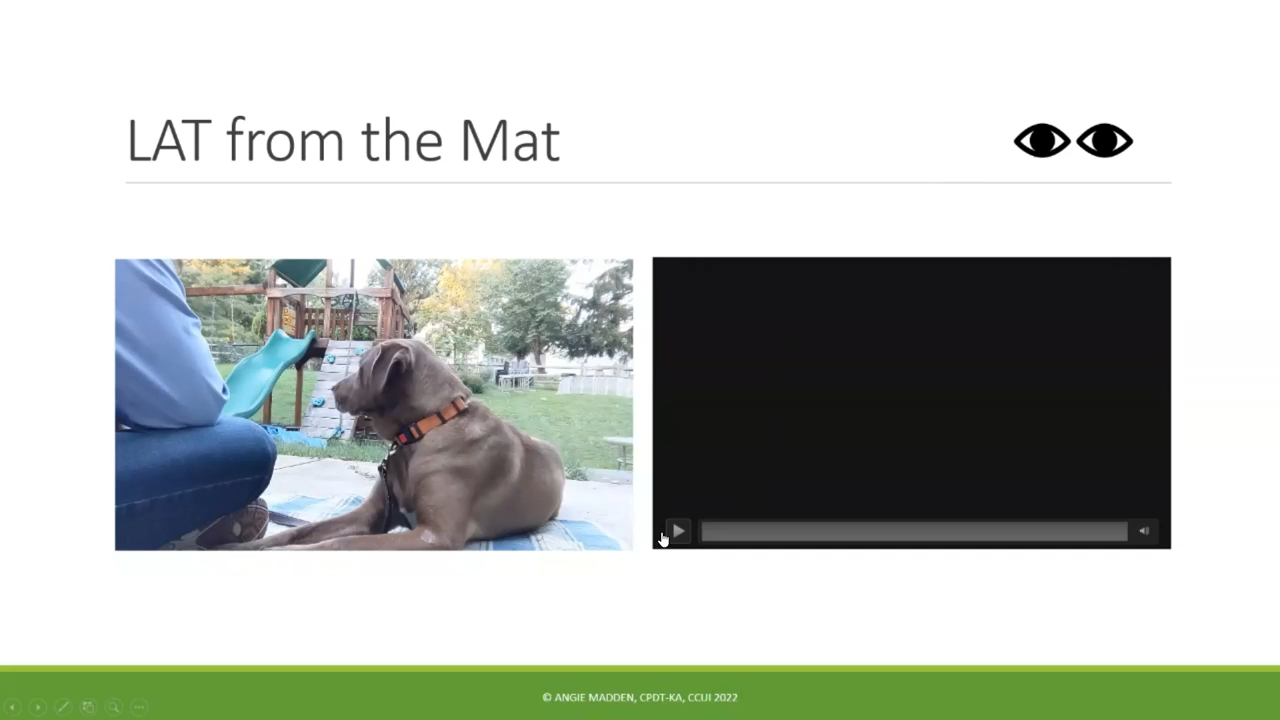 LAT from the Mat
© ANGIE MADDEN, CPDT-KA, CCUI 2022